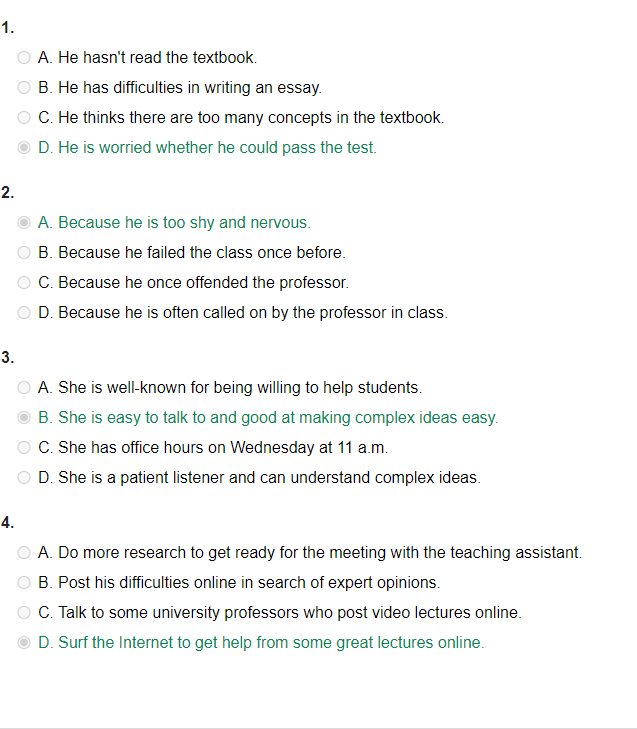 1.
A. He hasn't read the textbook.
B. He has difficulties in writing an essay.
C. He thinks there are too many concepts in the textbook.
D. He is worried whether he could pass the test.
2.
A. Because he is too shy and nervous.
B. Because he failed the class once before.
C. Because he once offended the professor.
D. Because he is often called on by the professor in class.
3.
A. She is well-known for being willing to help students.
B. She is easy to talk to and good at making complex ideas easy.
C. She has office hours on Wednesday at 11 a.m.
D. She is a patient listener and can understand complex ideas.
4.
A. Do more research to get ready for the meeting with the teaching assistant.
B. Post his difficulties online in search of expert opinions.
C. Talk to some university professors who post video lectures online.
D. Surf the Internet to get help from some great lectures online.